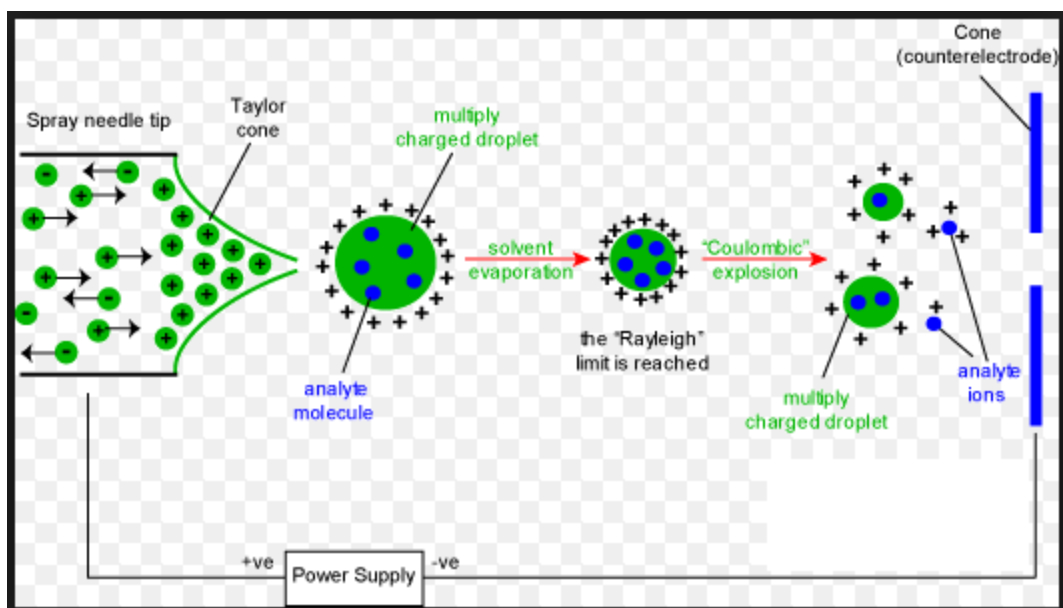 Cone
(counterelectrode)
Spray needle tip
Taylor
cone
multiply
charged droplet
solvent
evaporation
"Coulombic"
explosion
the "Rayleigh"
limit is reached
analyte
molecule
analyte
ions
multiply
charged droplet
+ve
Power Supply
-ve